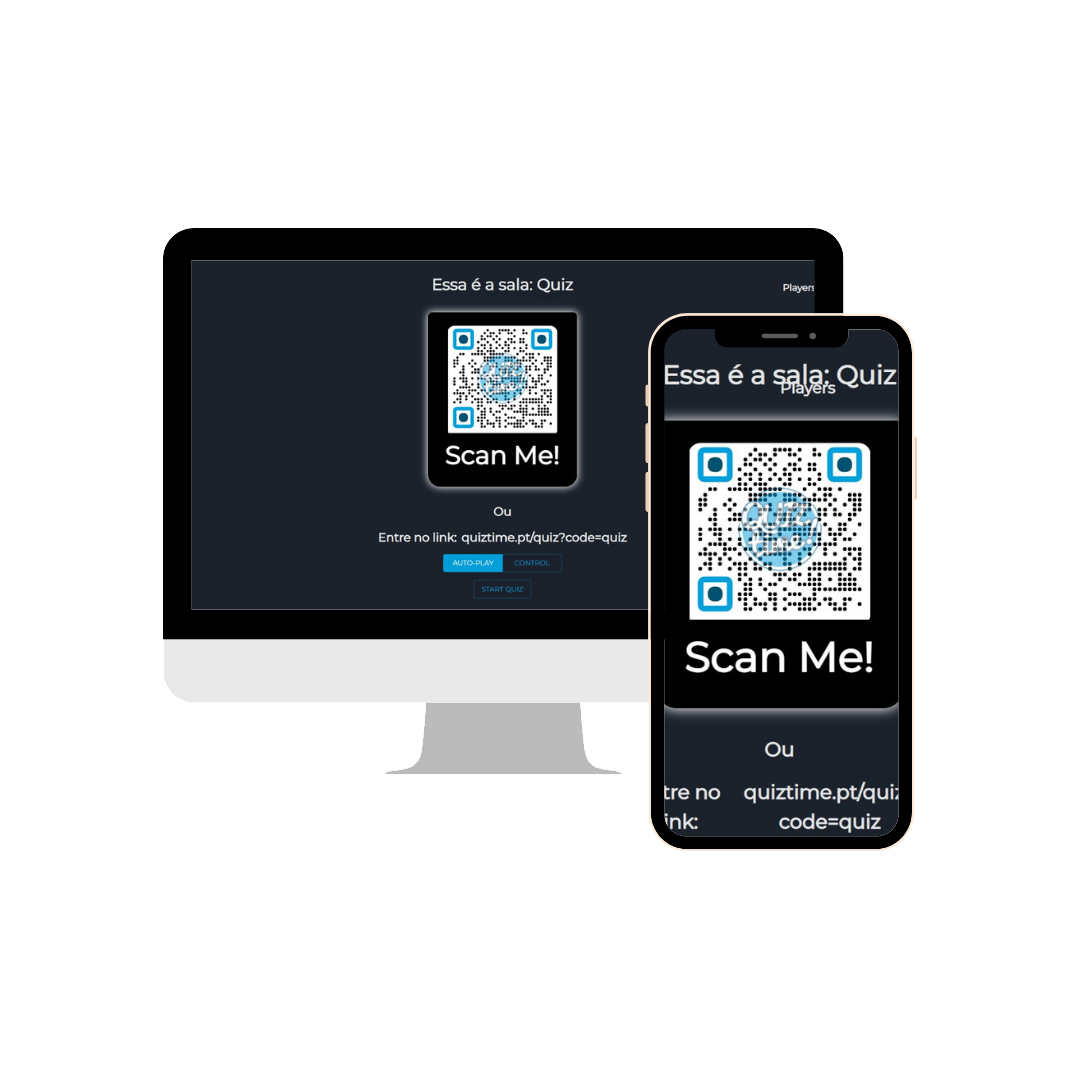 Essa é a sala: Quiz
Players
Scan Me!
Ou
Entre no link: quiztime.pt/quiz?code=quiz
AUTO-PLAY CONTROL
START QUIZ
Essa é a sala: Quiz
Players
Scan Me!
Ou
tre no quiztime.pt/quiz
ink: code=quiz